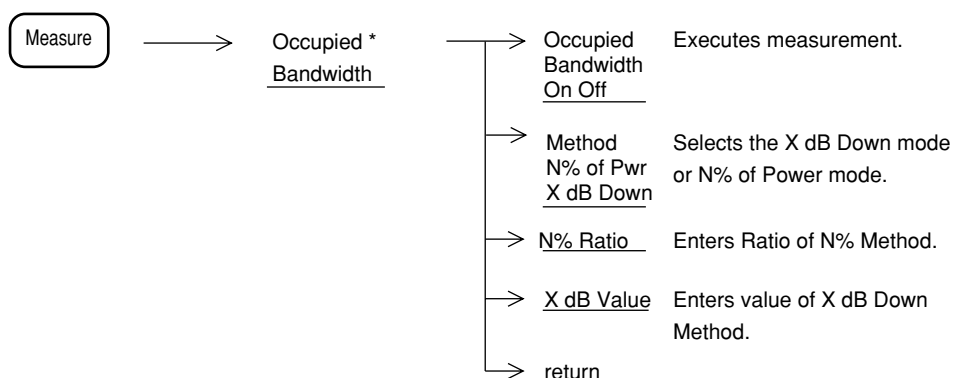 Measure
Occupied *
Bandwidth
Occupied
Bandwidth
On Off
Executes measurement.
Method
N% of Pwr
X dB Down
Selects the X dB Down mode
or N% of Power mode.
N% Ratio
Enters Ratio of N% Method.
X dB Value
Enters value of X dB Down
Method.
return